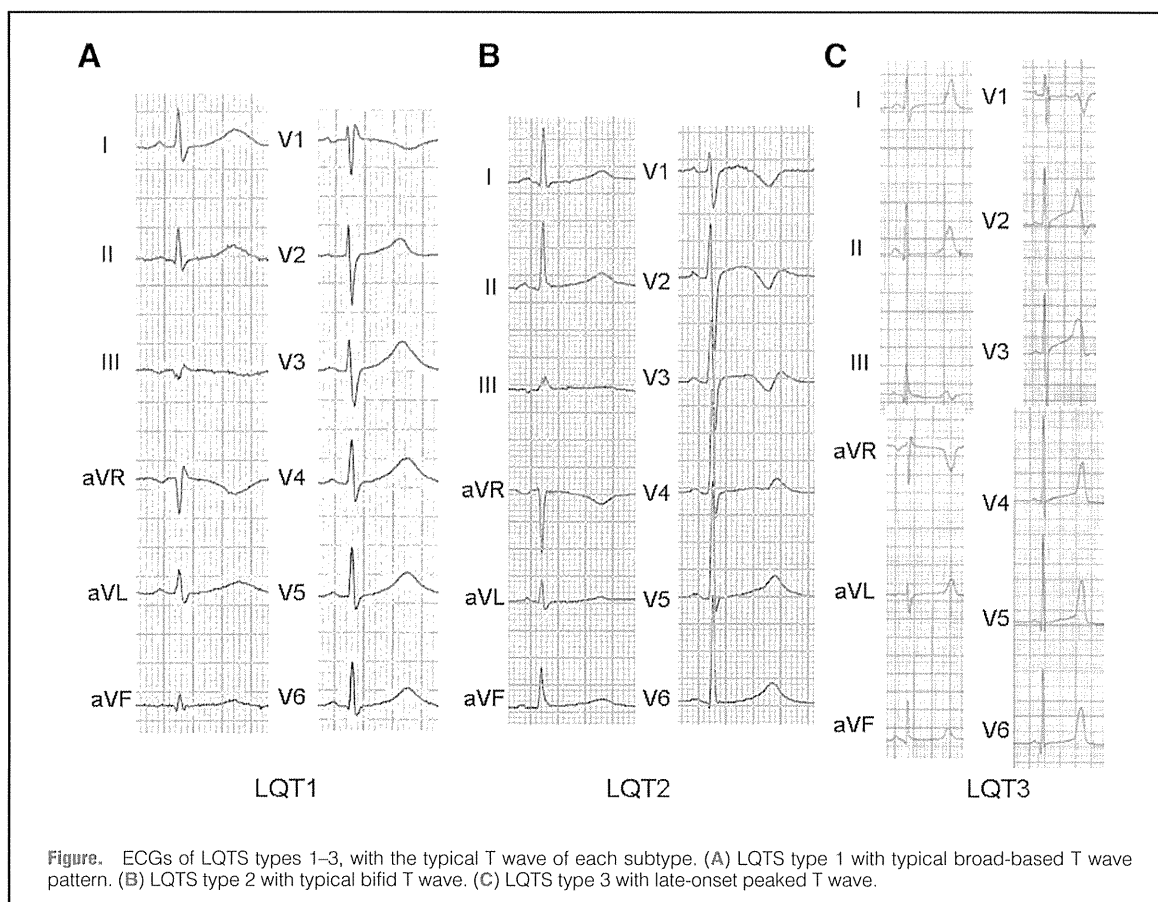 A
B
C
I
V1
II
V2
III
V3
aVR
V4
aVL
V5
aVF
V6
LQT1
I
V1
II
V2
III
V3
aVR
V4
aVL
V5
aVF
V6
LQT2
I
V1
II
V2
III
V3
aVR
V4
aVL
V5
aVF
V6
LQT3
Figure. ECGs of LQTS types 1–3, with the typical T wave of each subtype. (A) LQTS type 1 with typical broad-based T wave
pattern. (B) LQTS type 2 with typical bifid T wave. (C) LQTS type 3 with late-onset peaked T wave.